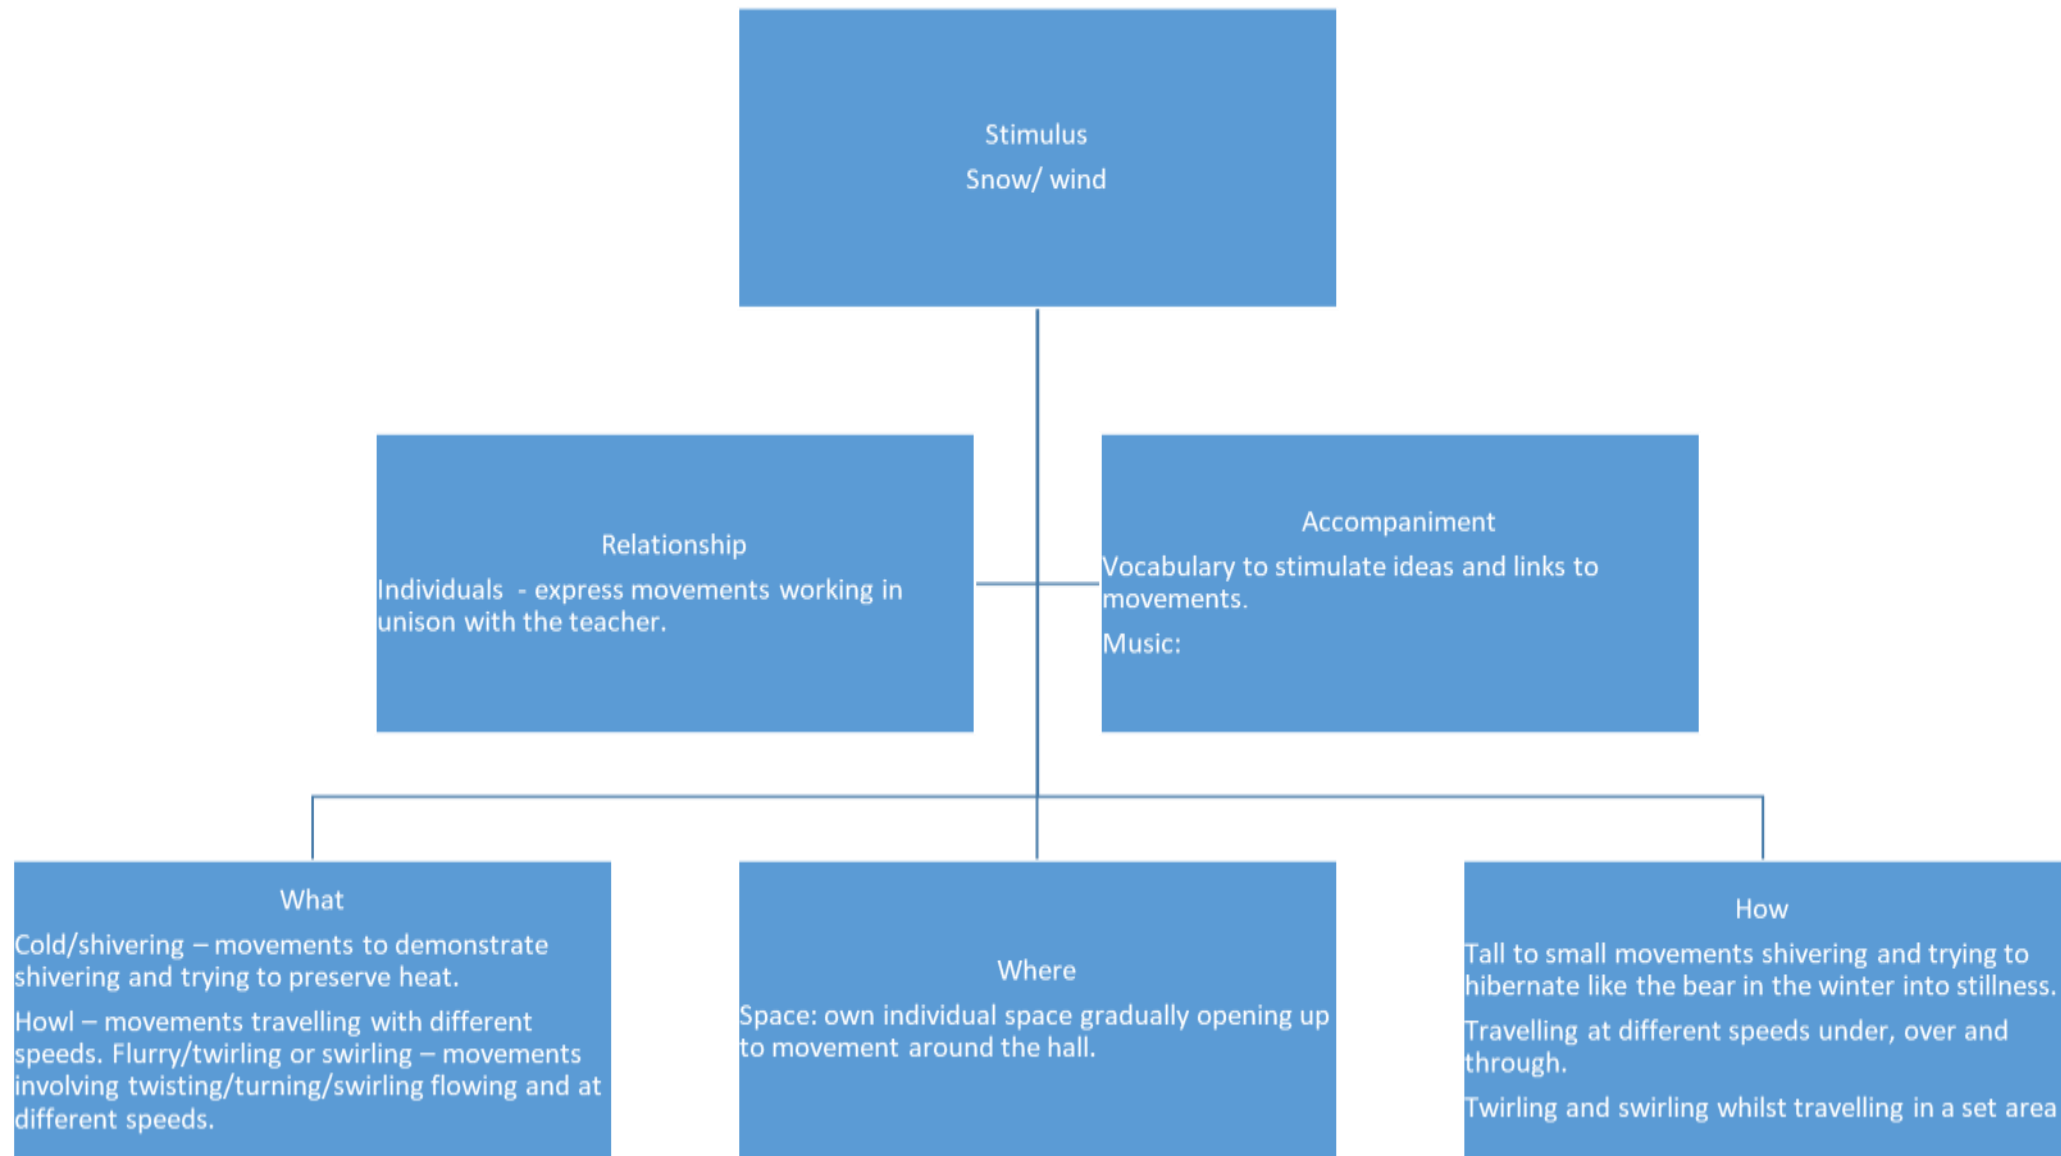 Stimulus
Snow/ wind
Relationship
Individuals  - express movements working in
unison with the teacher.
Accompaniment
Vocabulary to stimulate ideas and links to
movements.
Music:
What
Cold/shivering – movements to demonstrate
shivering and trying to preserve heat.
Howl – movements travelling with different
speeds. Flurry/twirling or swirling – movements
involving twisting/turning/swirling flowing and at
different speeds.
Where
Space: own individual space gradually opening up
to movement around the hall.
How
Tall to small movements shivering and trying to
hibernate like the bear in the winter into stillness.
Travelling at different speeds under, over and
through.
Twirling and swirling whilst travelling in a set area